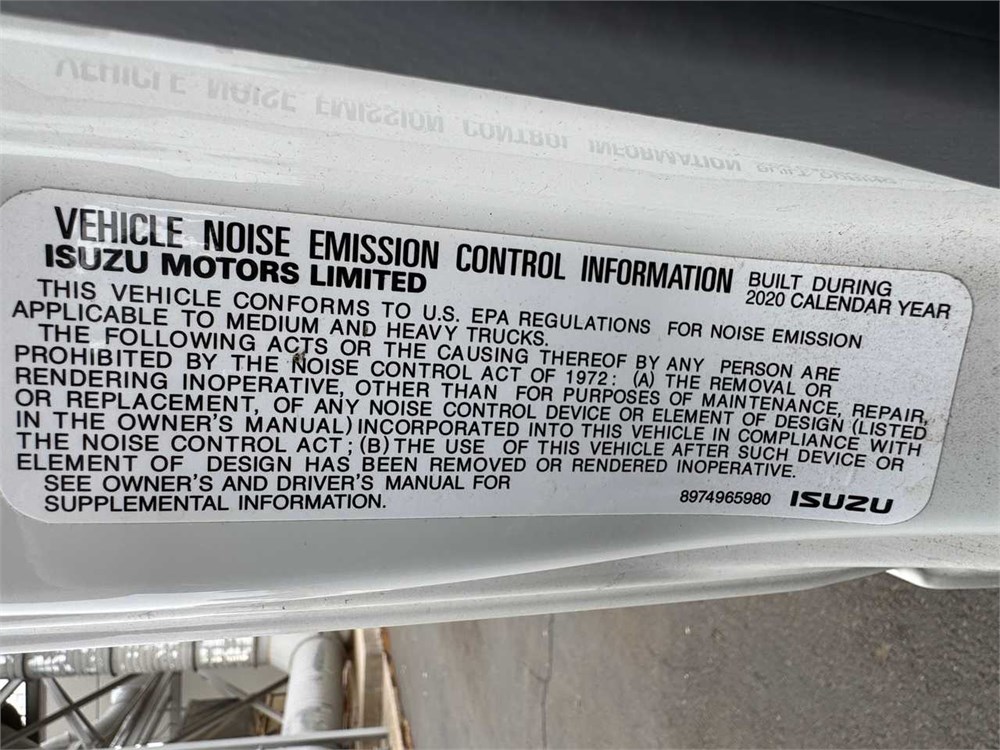 VEHICLE NOISE EMISSION CONTROL INFORMATION
VEHICLE NOISE EMISSION CONTROL INFORMATION BUILT DURING
ISUZU MOTORS LIMITED 2020 CALENDAR YEAR
THIS VEHICLE CONFORMS TO U.S. EPA REGULATIONS FOR NOISE EMISSION
APPLICABLE TO MEDIUM AND HEAVY TRUCKS.
THE FOLLOWING ACTS OR THE CAUSING THEREOF BY ANY PERSON ARE
PROHIBITED BY THE NOISE CONTROL ACT OF 1972: (A) THE REMOVAL OR
RENDERING INOPERATIVE, OTHER THAN FOR PURPOSES OF MAINTENANCE, REPAIR,
OR REPLACEMENT, OF ANY NOISE CONTROL DEVICE OR ELEMENT OF DESIGN (LISTED
IN THE OWNER'S MANUAL) INCORPORATED INTO THIS VEHICLE IN COMPLIANCE WITH
THE NOISE CONTROL ACT; (B) THE USE OF THIS VEHICLE AFTER SUCH DEVICE OR
ELEMENT OF DESIGN HAS BEEN REMOVED OR RENDERED INOPERATIVE.
SEE OWNER'S AND DRIVER'S MANUAL FOR
SUPPLEMENTAL INFORMATION. 8974965980 ISUZU